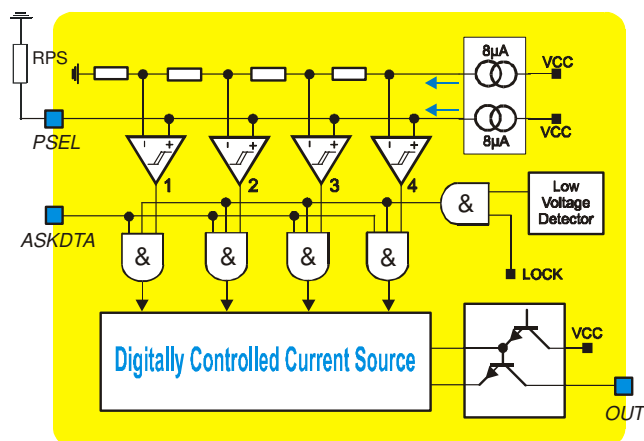 RPS
8µA
VCC
PSEL
- +
- +
- +
- +
VCC
8µA
1
2
3
4
ASKDTA
&
Low
Voltage
Detector
&
&
&
&
LOCK
Digitally Controlled Current Source
VCC
OUT